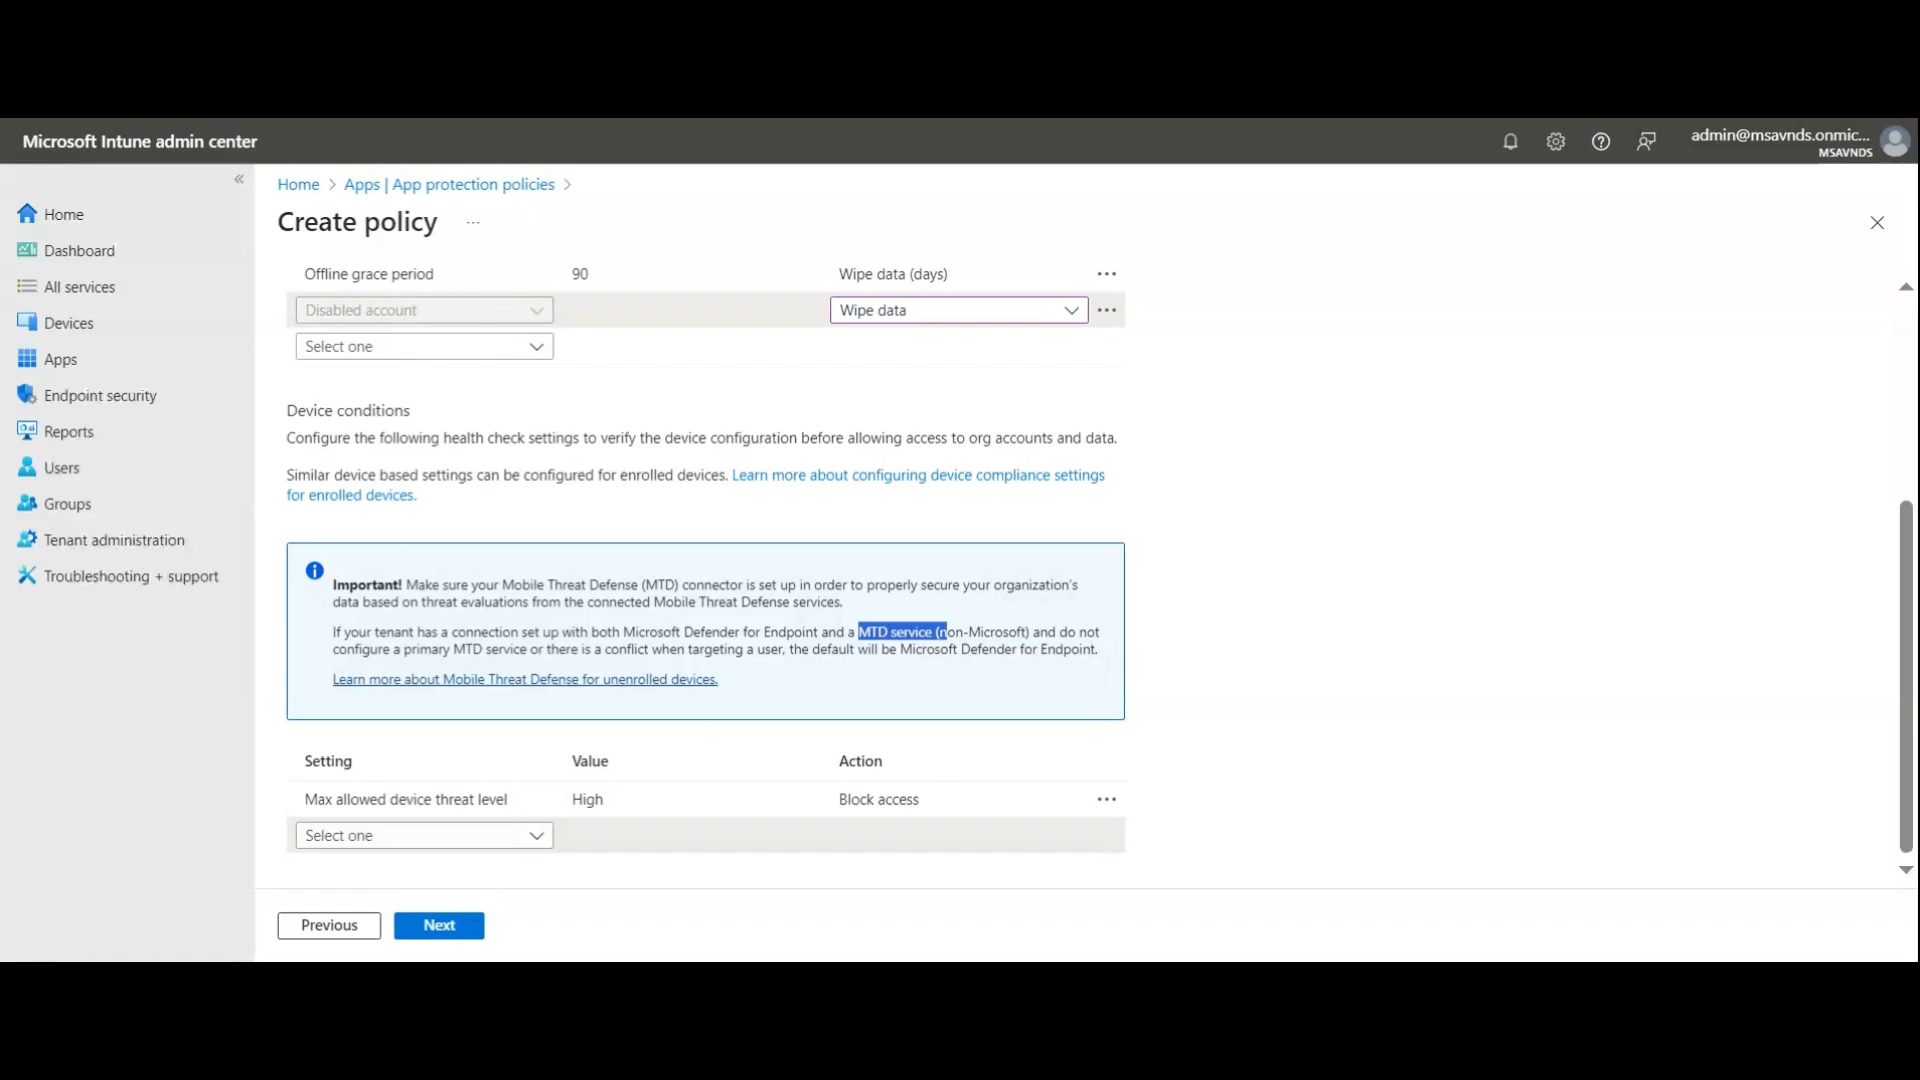 Microsoft Intune admin center
admin@msavnds.onmic...
MSAVNDS
Home
Dashboard
All services
Devices
Apps
Endpoint security
Reports
Users
Groups
Tenant administration
Troubleshooting + support
Home > Apps | App protection policies >
Create policy ...
Offline grace period 90 Wipe data (days) ...
Disabled account Wipe data ...
Select one
Device conditions
Configure the following health check settings to verify the device configuration before allowing access to org accounts and data.
Similar device based settings can be configured for enrolled devices. Learn more about configuring device compliance settings
for enrolled devices.
Important! Make sure your Mobile Threat Defense (MTD) connector is set up in order to properly secure your organization's
data based on threat evaluations from the connected Mobile Threat Defense services.
If your tenant has a connection set up with both Microsoft Defender for Endpoint and a MTD service (non-Microsoft) and do not
configure a primary MTD service or there is a conflict when targeting a user, the default will be Microsoft Defender for Endpoint.
Learn more about Mobile Threat Defense for unenrolled devices.
Setting Value Action
Max allowed device threat level High Block access ...
Select one
Previous Next